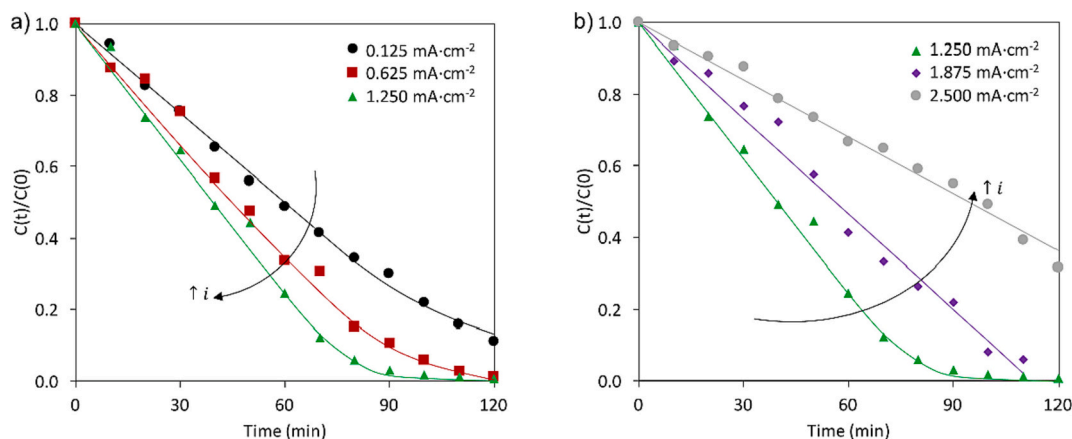 a)
C(t)/C(0)
1.0
0.8
0.6
0.4
0.2
0.0
0.125 mA·cm⁻²
0.625 mA·cm⁻²
1.250 mA·cm⁻²
↑ i
0 30 60 90 120
Time (min)
b)
C(t)/C(0)
1.0
0.8
0.6
0.4
0.2
0.0
1.250 mA·cm⁻²
1.875 mA·cm⁻²
2.500 mA·cm⁻²
↑ i
0 30 60 90 120
Time (min)